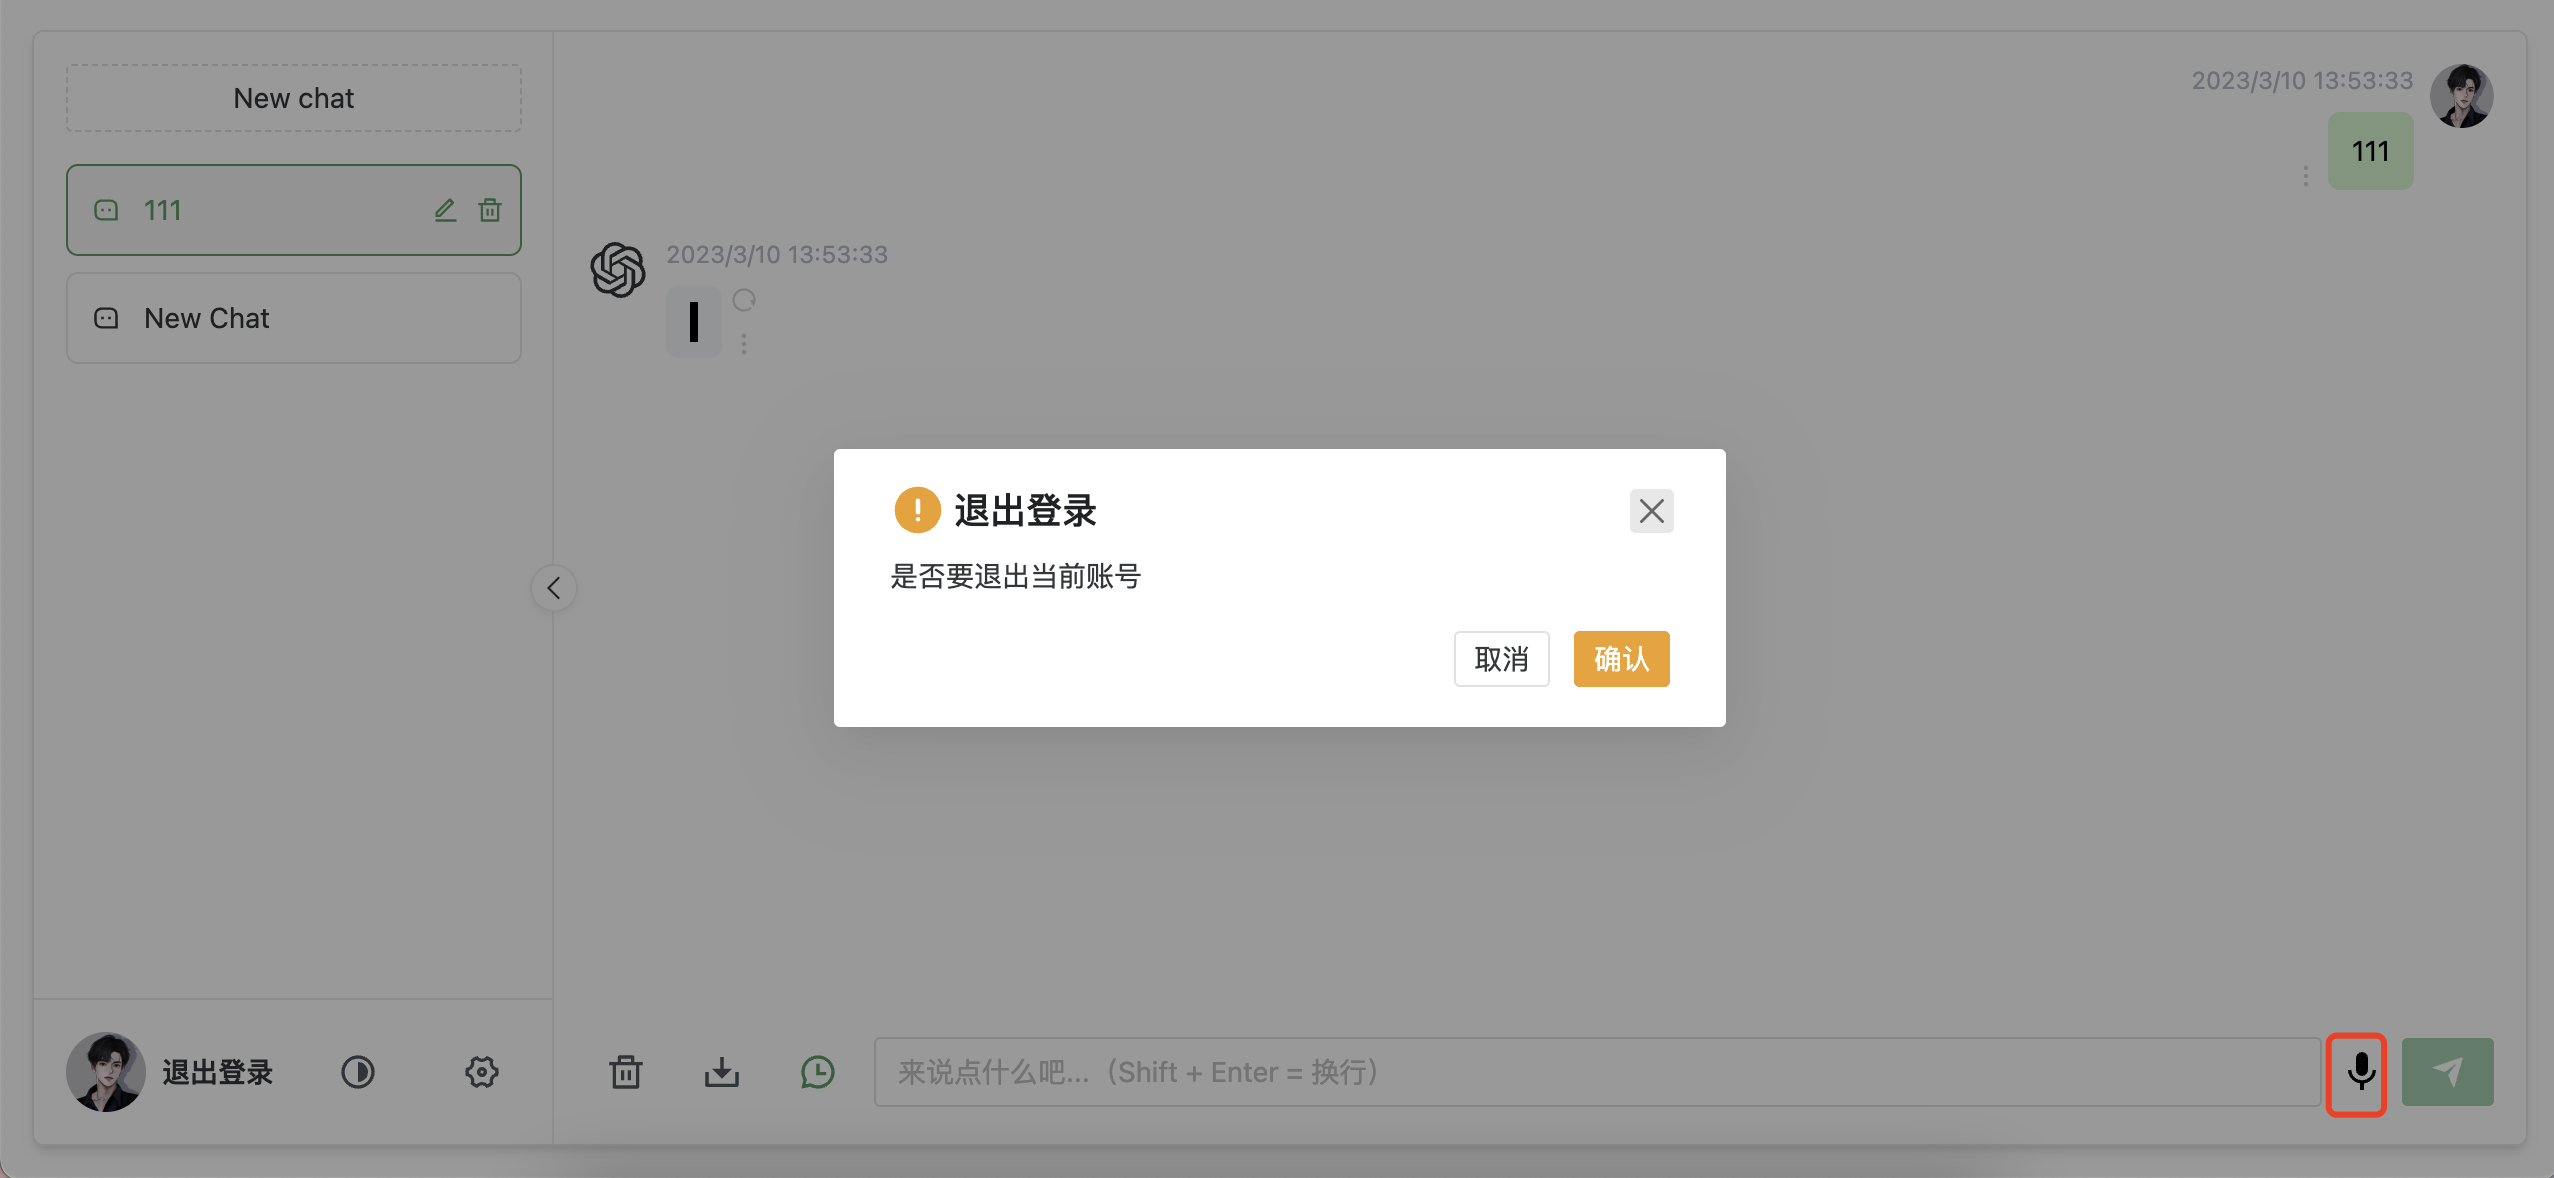 New chat
111
New Chat
退出登录
2023/3/10 13:53:33
111
2023/3/10 13:53:33
退出登录
是否要退出当前账号
取消
确认
来说点什么吧...（Shift + Enter = 换行）